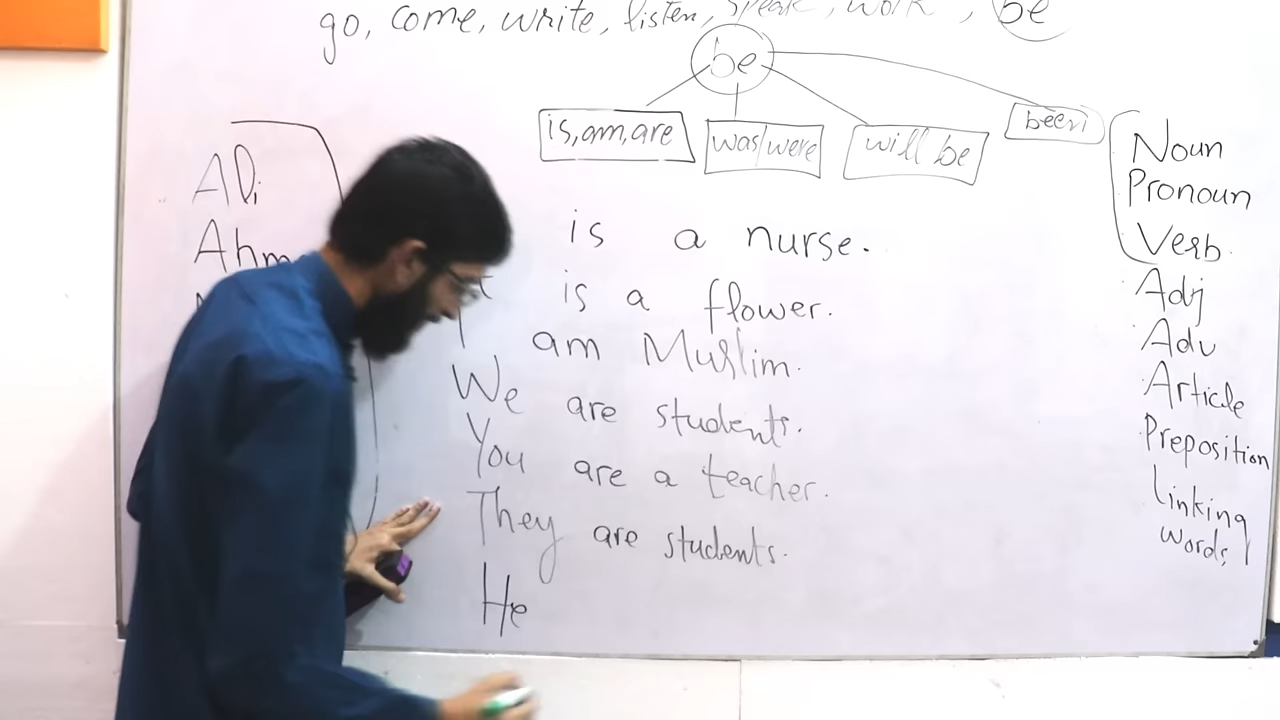 go, come, write, listen, speak, work, be
be
is,am,are
was/were
will be
been
Noun
Pronoun
Verb
Adj
Adv
Article
Preposition
Linking
words
Ali
Ahm
is a nurse.
is a flower.
I am Muslim.
We are students.
You are a teacher.
They are students.
He